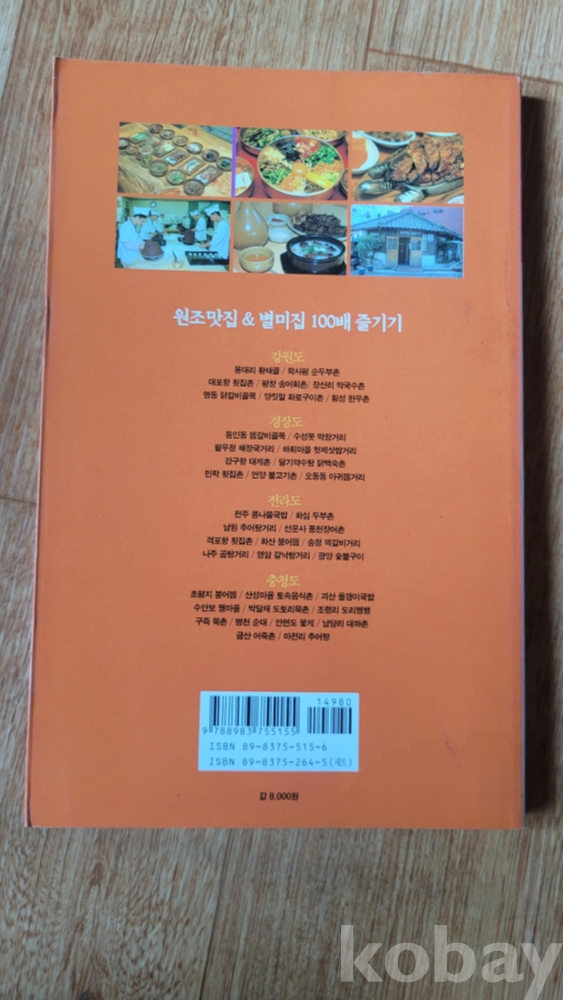 원조맛집 & 별미집 100배 즐기기
강원도
용대리 황태골 / 학사평 순두부촌
대포항 횟집촌 / 평창 송어회촌 / 장산리 막국수촌
명동 닭갈비골목 / 양짓말 화로구이촌 / 횡성 한우촌
경상도
동인동 찜갈비골목 / 수성못 막창거리
팔우정 해장국거리 / 하회마을 헛제삿밥거리
강구항 대게촌 / 달기약수탕 닭백숙촌
민락 횟집촌 / 언양 불고기촌 / 오동동 아귀찜거리
전라도
전주 콩나물국밥 / 화심 두부촌
남원 추어탕거리 / 선운사 풍천장어촌
격포항 횟집촌 / 화산 붕어찜 / 송정 떡갈비거리
나주 곰탕거리 / 영암 갈낙탕거리 / 광양 숯불구이
충청도
초평지 붕어찜 / 산성마을 토속음식촌 / 괴산 올갱이국밥
수안보 꿩마을 / 박달재 도토리묵촌 / 조령리 도리뱅뱅
구즉 묵촌 / 병천 순대 / 안면도 꽃게 / 남당리 대하촌
금산 어죽촌 / 마전리 추어탕
14980
9 788983 755155
ISBN 89-8375-515-6
ISBN 89-8375-264-5(세트)
값 8,000원
kobay